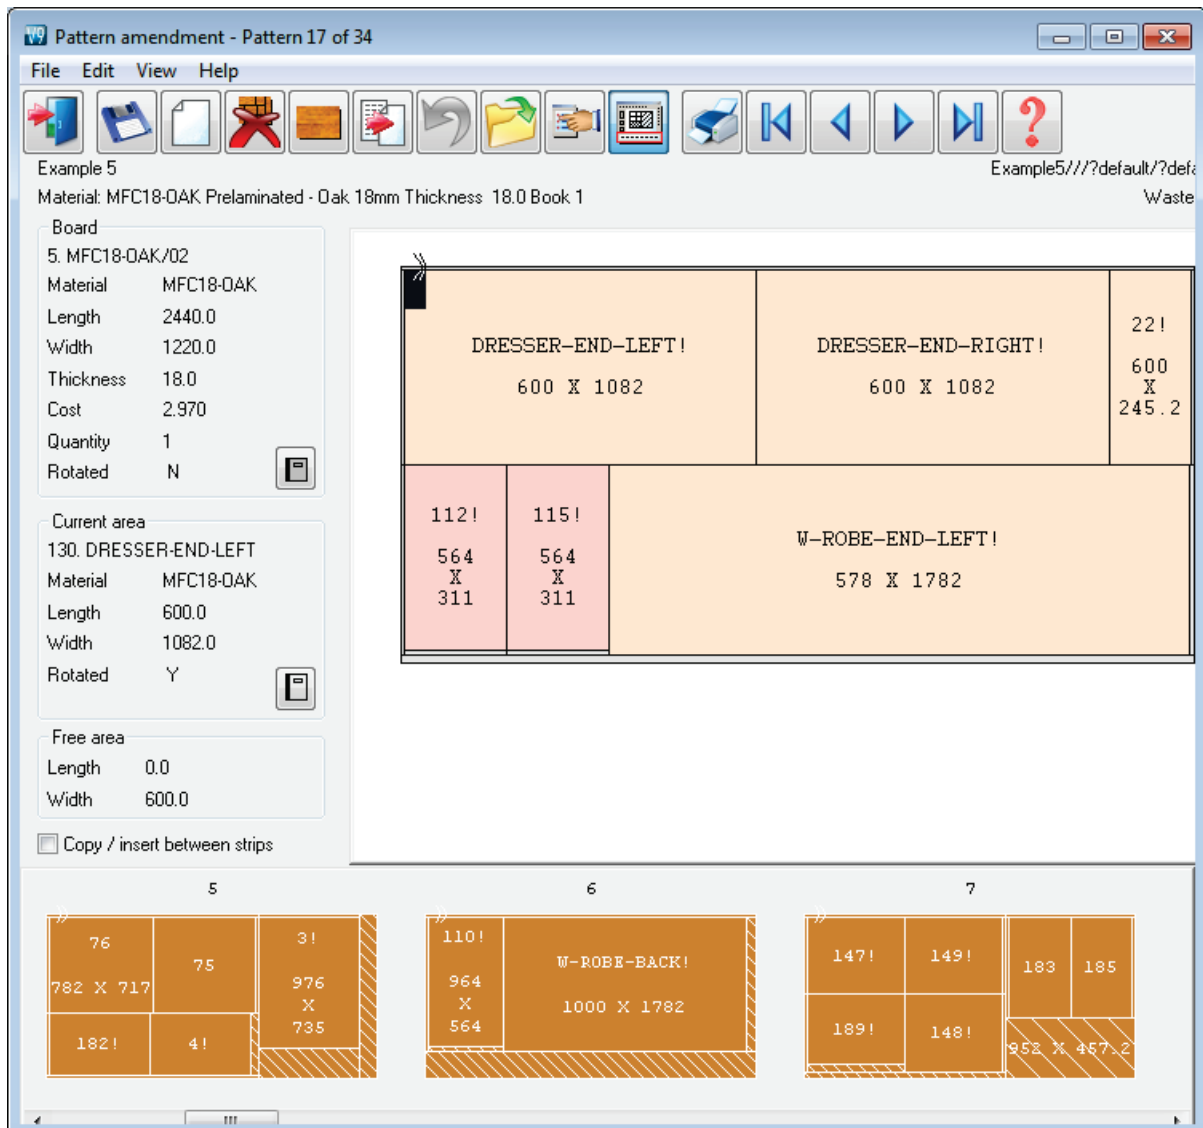 V9 Pattern amendment - Pattern 17 of 34
File Edit View Help
Example 5 Example5///?default/?defa
Material: MFC18-OAK Prelaminated - Oak 18mm Thickness 18.0 Book 1 Waste
Board
5. MFC18-OAK/02
Material MFC18-OAK
Length 2440.0
Width 1220.0
Thickness 18.0
Cost 2.970
Quantity 1
Rotated N
Current area
130. DRESSER-END-LEFT
Material MFC18-OAK
Length 600.0
Width 1082.0
Rotated Y
Free area
Length 0.0
Width 600.0
Copy / insert between strips
DRESSER-END-LEFT!
600 X 1082
DRESSER-END-RIGHT!
600 X 1082
22!
600
X
245.2
112!
564
X
311
115!
564
X
311
W-ROBE-END-LEFT!
578 X 1782
5
76
782 X 717
75
3!
976
X
735
182!
4!
6
110!
964
X
564
W-ROBE-BACK!
1000 X 1782
7
147!
149!
183
185
189!
148!
952 X 457.2